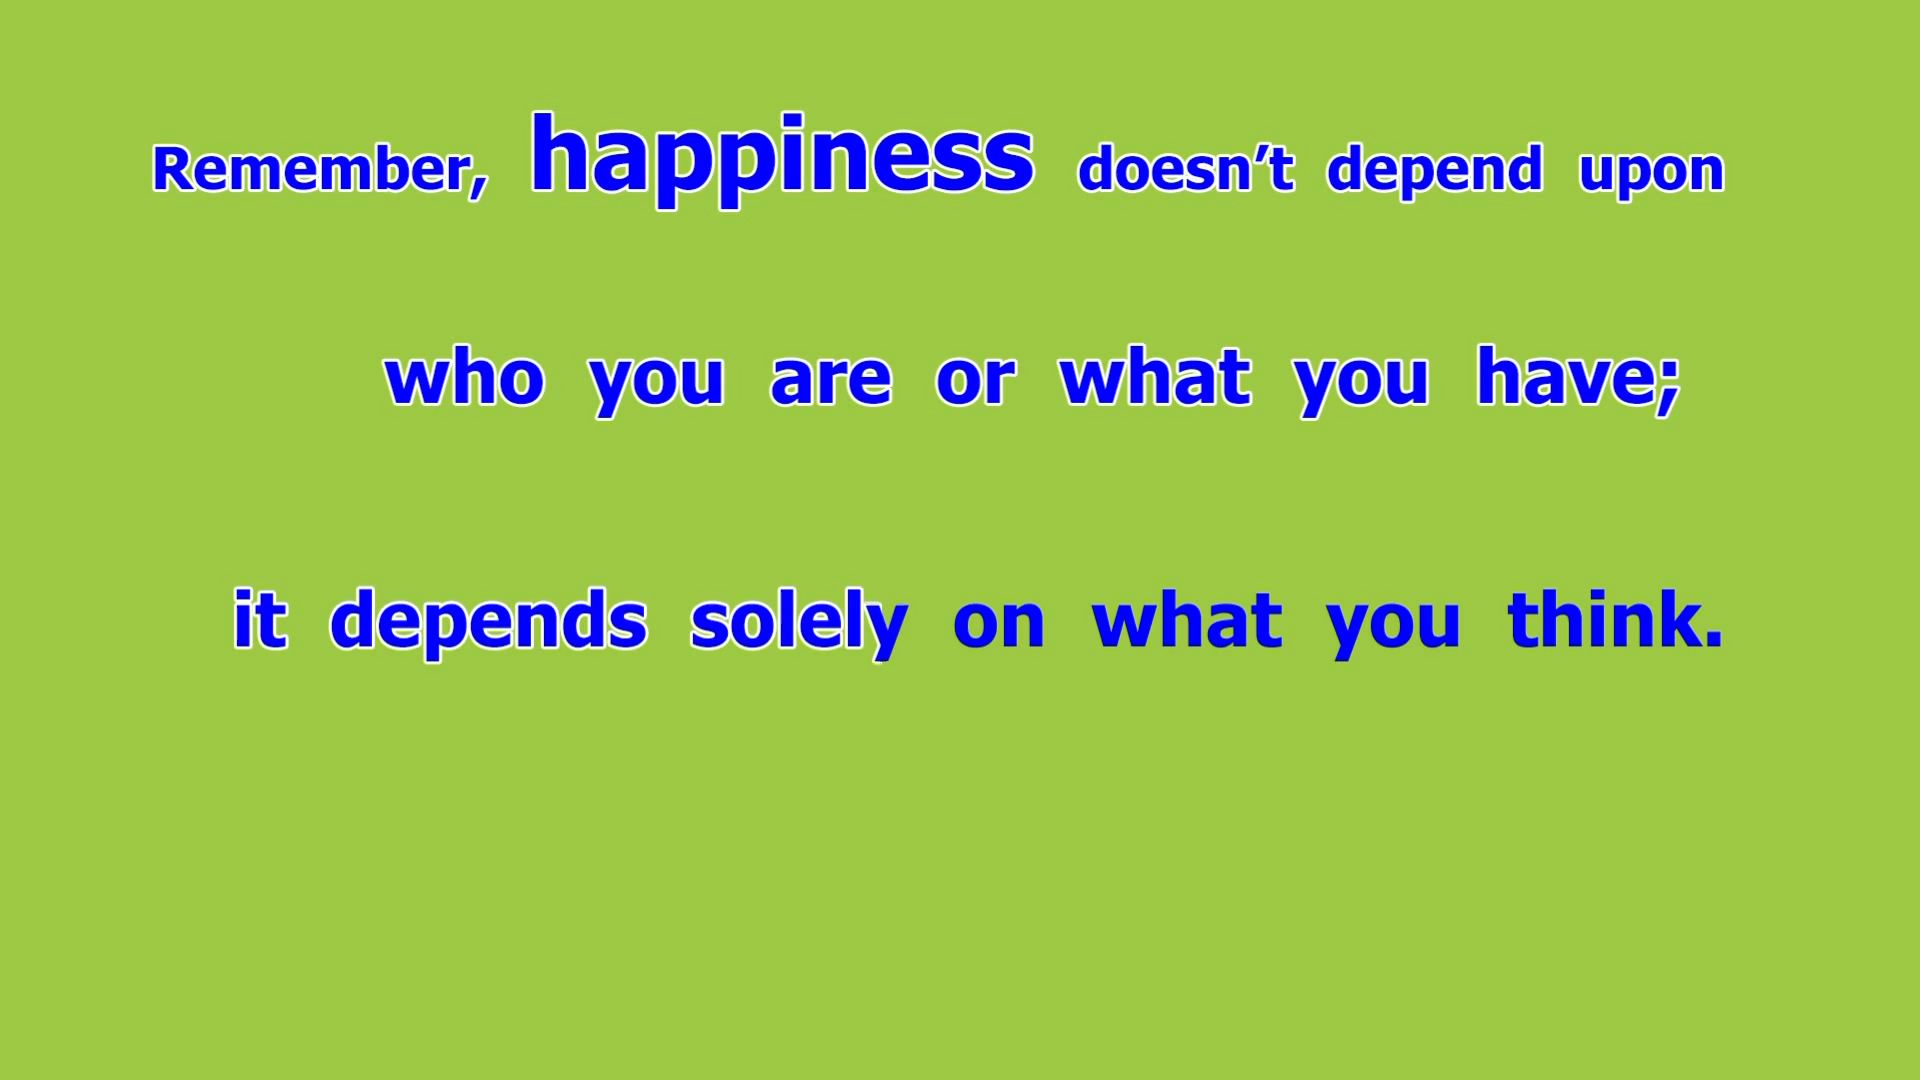 Remember, happiness doesn’t depend upon
who you are or what you have;
it depends solely on what you think.